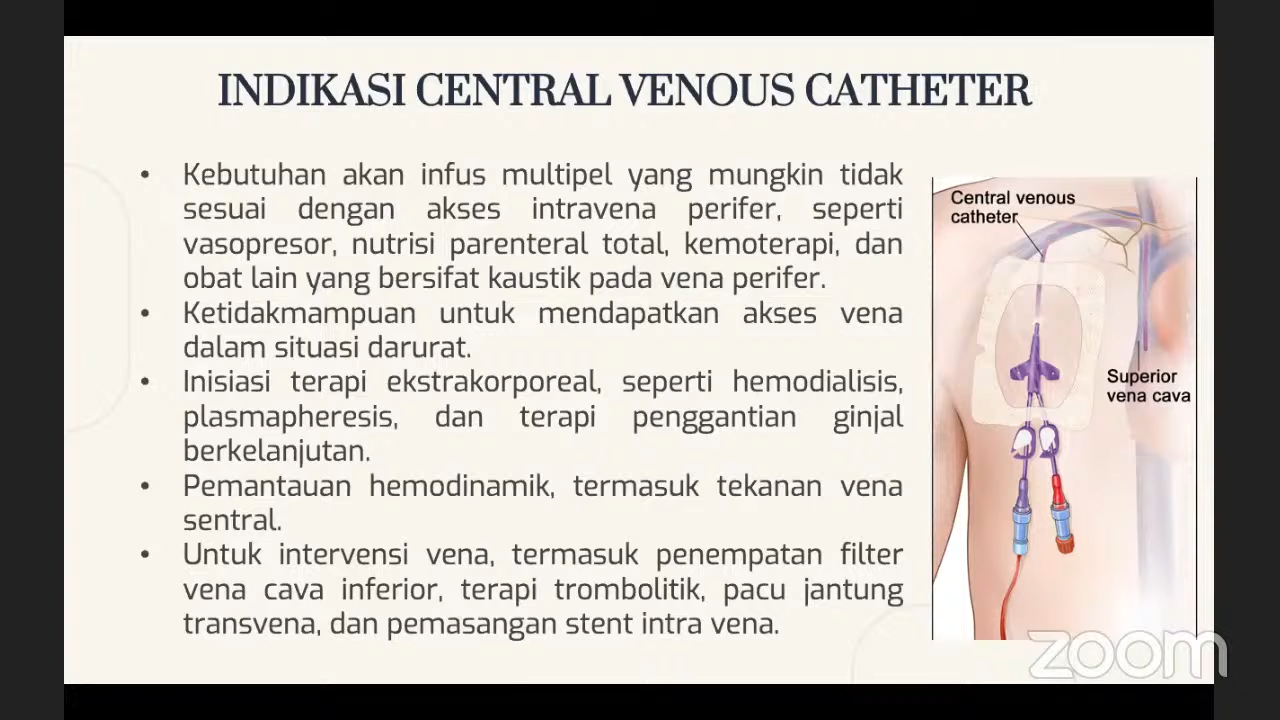 INDIKASI CENTRAL VENOUS CATHETER
• Kebutuhan akan infus multipel yang mungkin tidak
sesuai dengan akses intravena perifer, seperti
vasopresor, nutrisi parenteral total, kemoterapi, dan
obat lain yang bersifat kaustik pada vena perifer.
• Ketidakmampuan untuk mendapatkan akses vena
dalam situasi darurat.
• Inisiasi terapi ekstrakorporeal, seperti hemodialisis,
plasmapheresis, dan terapi penggantian ginjal
berkelanjutan.
• Pemantauan hemodinamik, termasuk tekanan vena
sentral.
• Untuk intervensi vena, termasuk penempatan filter
vena cava inferior, terapi trombolitik, pacu jantung
transvena, dan pemasangan stent intra vena.
Central venous
catheter
Superior
vena cava
zoom